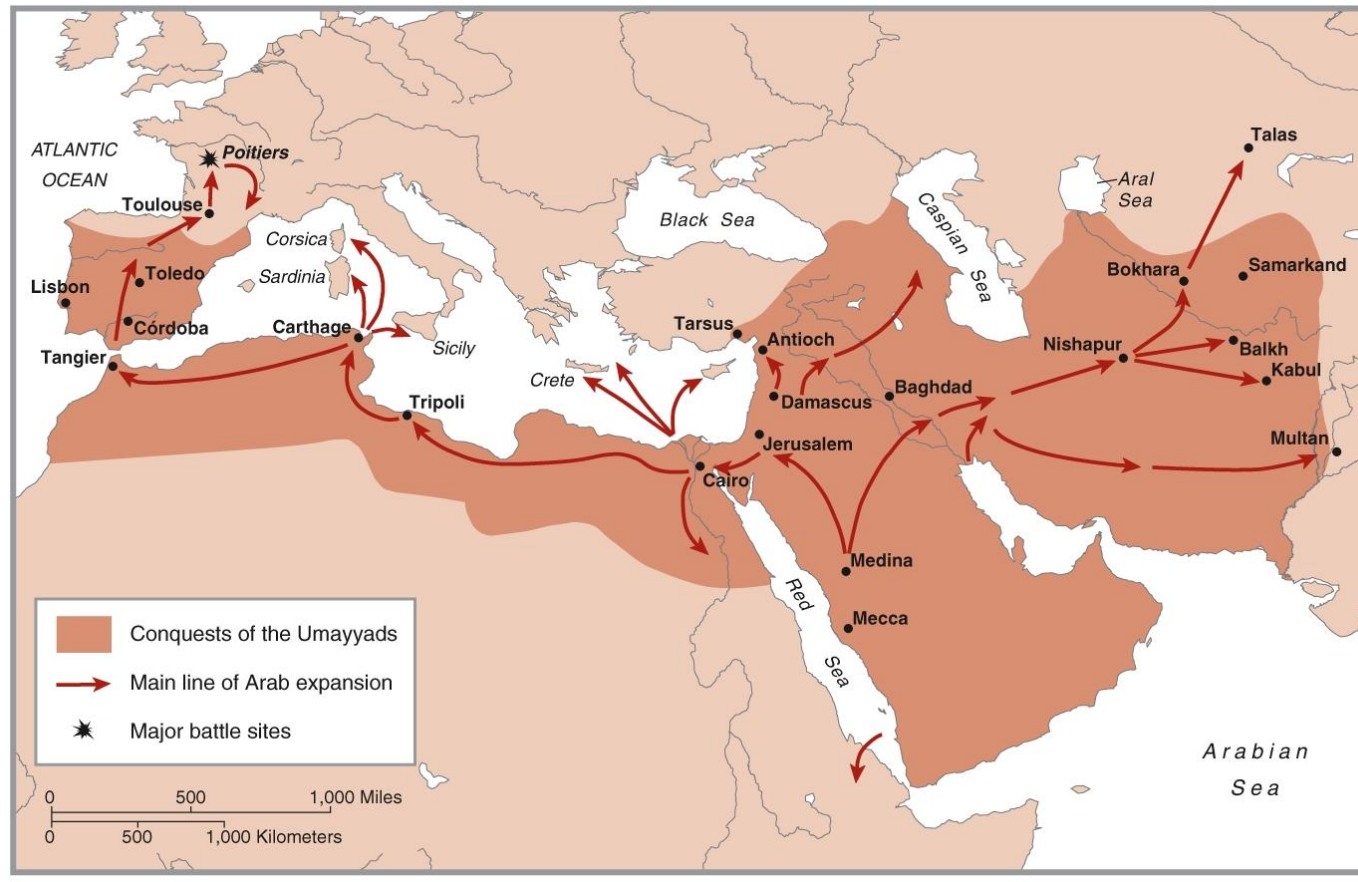 Talas
ATLANTIC
OCEAN
Poitiers
Aral
Sea
Toulouse
Caspian Sea
Black Sea
Corsica
Bokhara
Samarkand
Toledo
Sardinia
Lisbon
Córdoba
Carthage
Tarsus
Antioch
Nishapur
Balkh
Sicily
Tangier
Kabul
Crete
Baghdad
Damascus
Tripoli
Jerusalem
Multan
Cairo
Medina
Red Sea
Mecca
Conquests of the Umayyads
Main line of Arab expansion
Major battle sites
Arabian
Sea
0 500 1,000 Miles
0 500 1,000 Kilometers